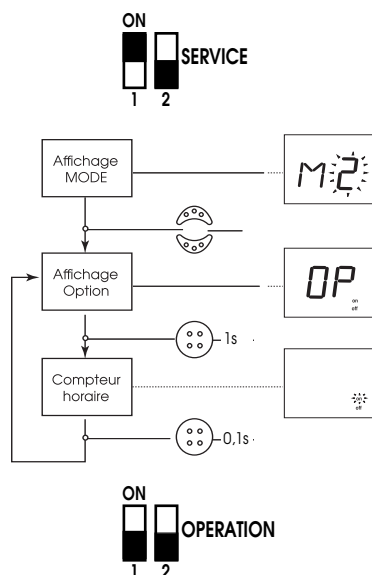 ON
SERVICE
1 2
Affichage
MODE
M2
Affichage
Option
OP
on
off
1s
Compteur
horaire
on
off
0,1s
ON
OPERATION
1 2